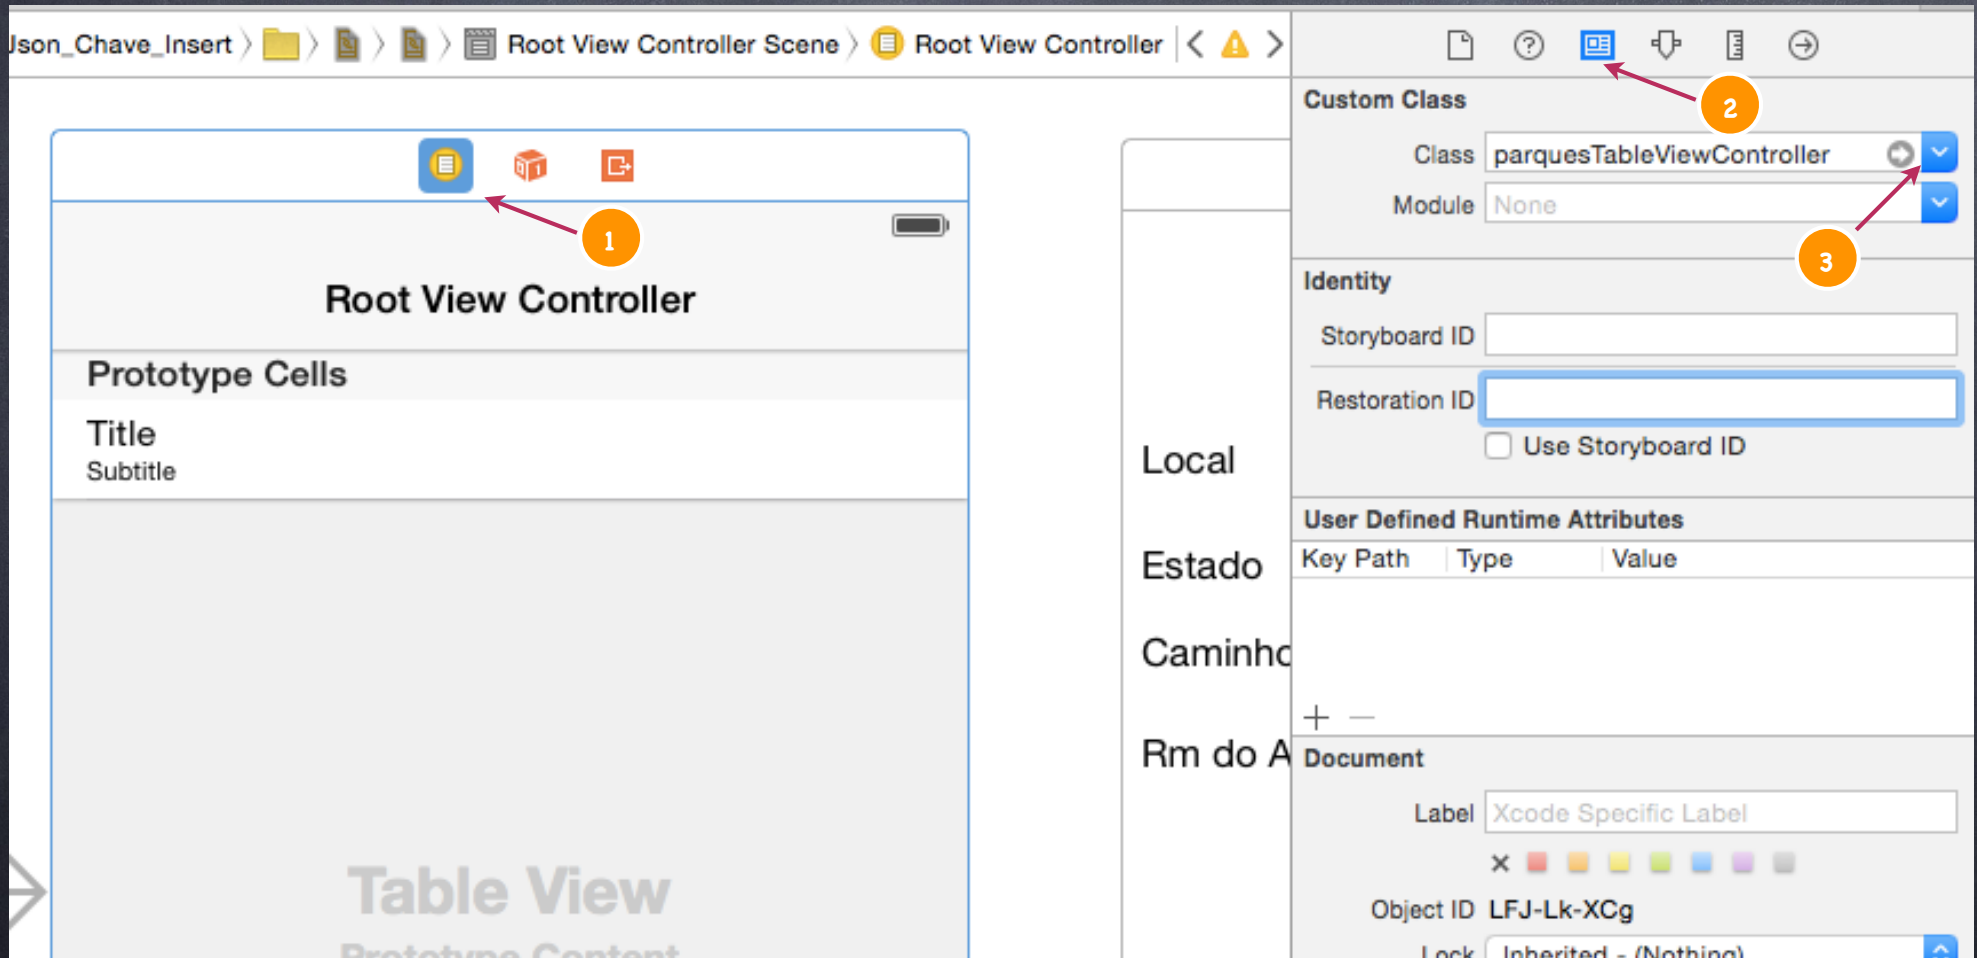 Json_Chave_Insert
Root View Controller Scene
Root View Controller
1
Root View Controller
Prototype Cells
Title
Subtitle
Table View
Prototype Content
Local
Estado
Caminho
Rm do A
2
Custom Class
Class parquesTableViewController
Module None
3
Identity
Storyboard ID
Restoration ID
Use Storyboard ID
User Defined Runtime Attributes
Key Path Type Value
Document
Label Xcode Specific Label
Object ID LFJ-Lk-XCg
Lock Inherited - (Nothing)